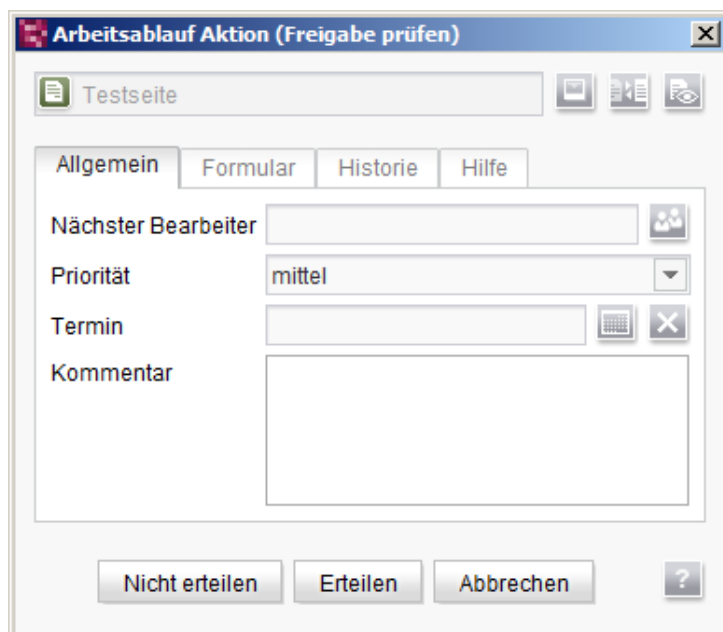 Arbeitsablauf Aktion (Freigabe prüfen)
Testseite
Allgemein Formular Historie Hilfe
Nächster Bearbeiter
Priorität mittel
Termin
Kommentar
Nicht erteilen Erteilen Abbrechen ?